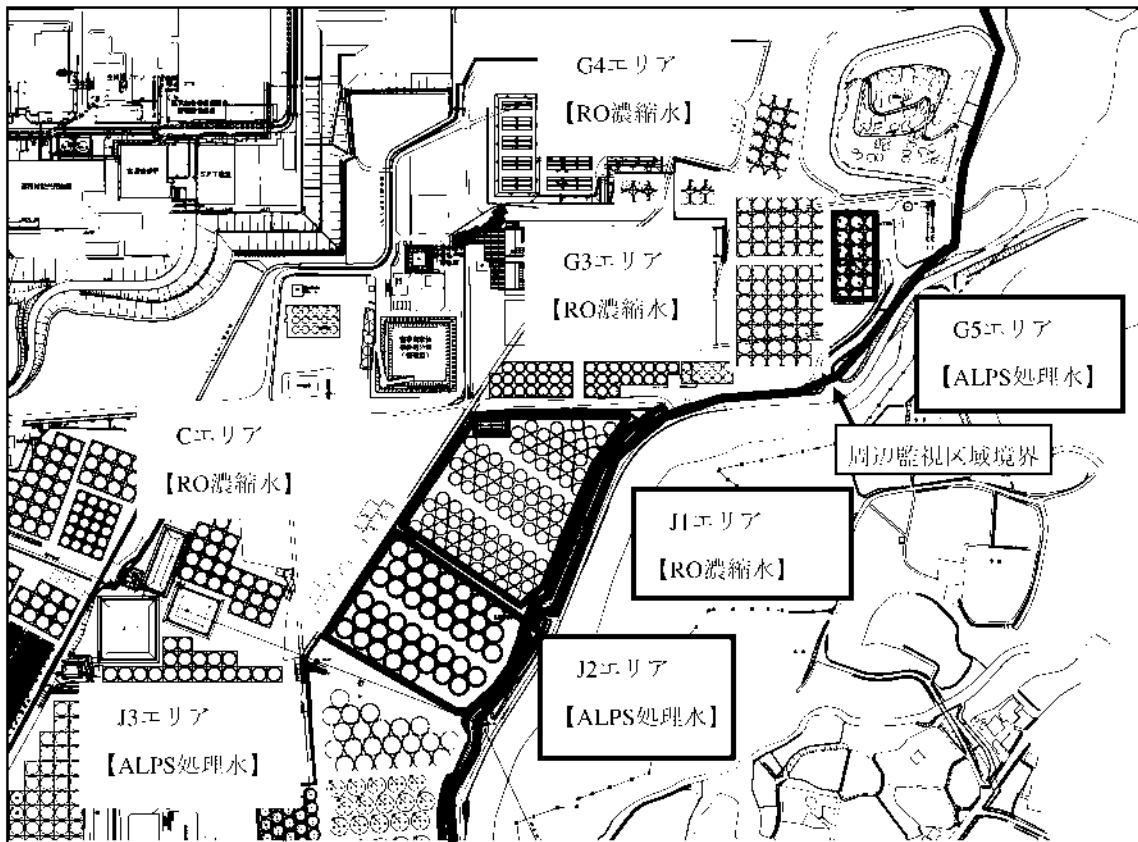 G4エリア
【RO濃縮水】
G3エリア
【RO濃縮水】
G5エリア
【ALPS処理水】
周辺監視区域境界
Cエリア
【RO濃縮水】
J1エリア
【RO濃縮水】
J2エリア
【ALPS処理水】
J3エリア
【ALPS処理水】